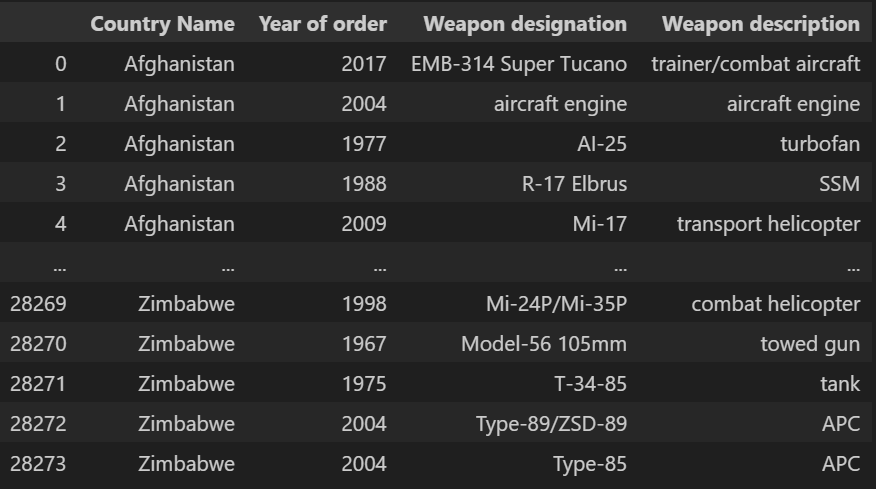 Country Name Year of order Weapon designation Weapon description
0 Afghanistan 2017 EMB-314 Super Tucano trainer/combat aircraft
1 Afghanistan 2004 aircraft engine aircraft engine
2 Afghanistan 1977 AI-25 turbofan
3 Afghanistan 1988 R-17 Elbrus SSM
4 Afghanistan 2009 Mi-17 transport helicopter
... ... ... ... ...
28269 Zimbabwe 1998 Mi-24P/Mi-35P combat helicopter
28270 Zimbabwe 1967 Model-56 105mm towed gun
28271 Zimbabwe 1975 T-34-85 tank
28272 Zimbabwe 2004 Type-89/ZSD-89 APC
28273 Zimbabwe 2004 Type-85 APC